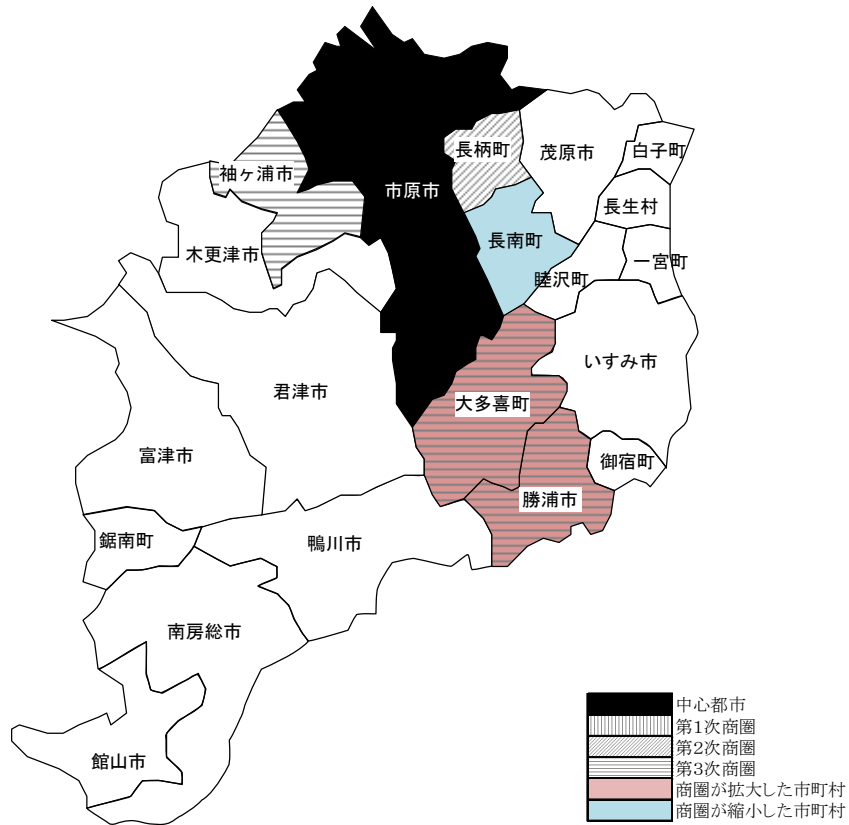 長柄町
茂原市
白子町
袖ヶ浦市
市原市
長生村
長南町
木更津市
一宮町
睦沢町
いすみ市
君津市
大多喜町
富津市
御宿町
勝浦市
鋸南町
鴨川市
南房総市
館山市
中心都市
第1次商圏
第2次商圏
第3次商圏
商圏が拡大した市町村
商圏が縮小した市町村